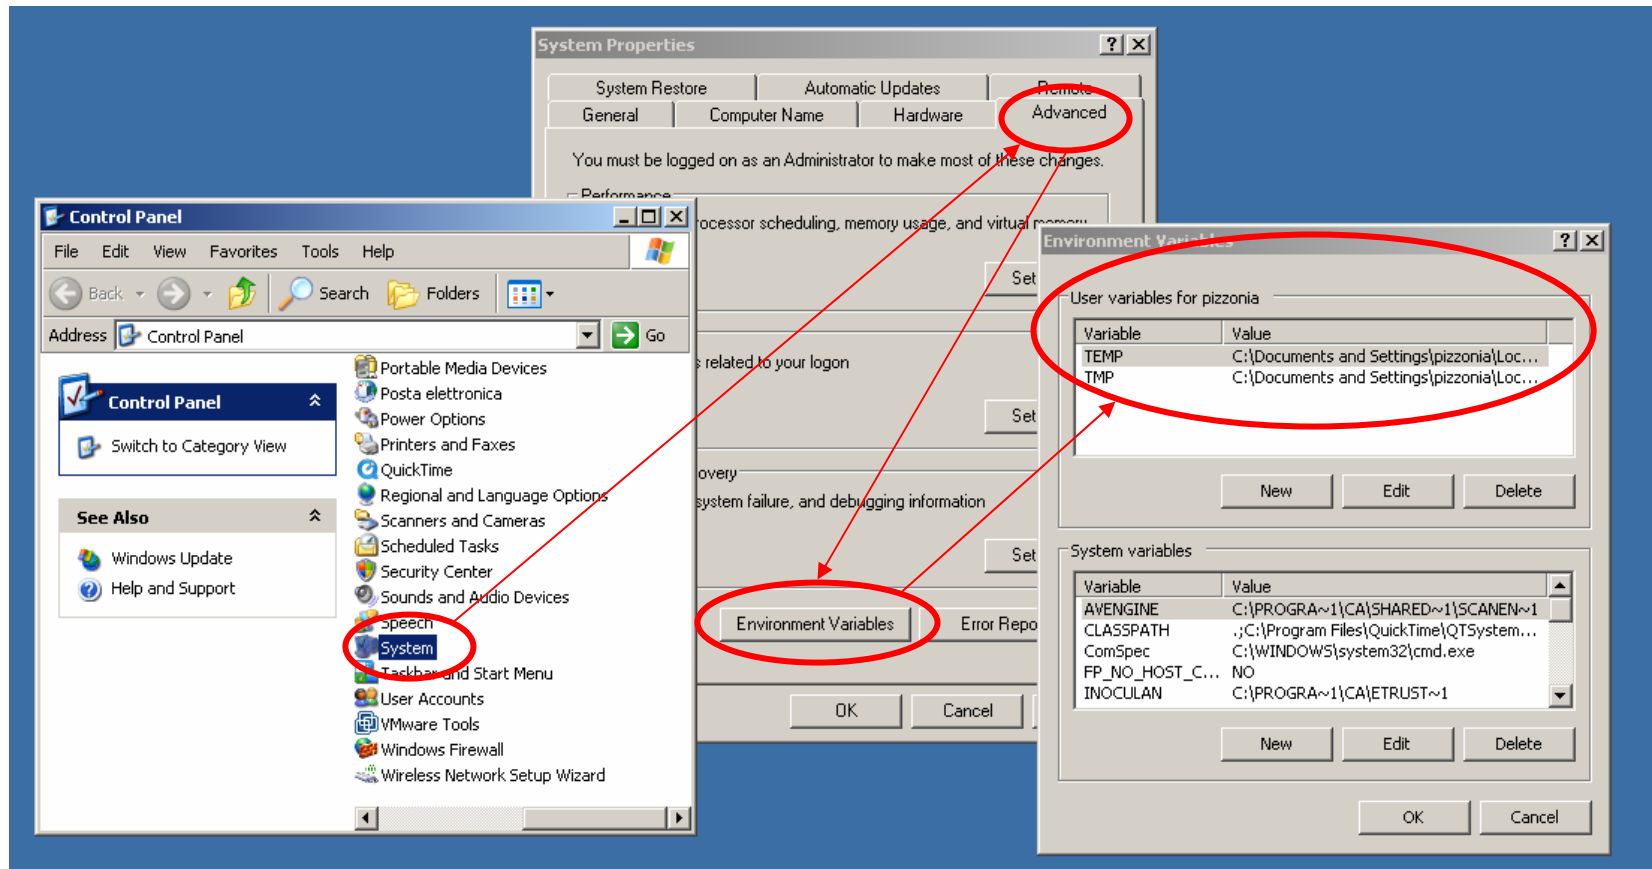 System Properties
System Restore Automatic Updates Remote
General Computer Name Hardware Advanced
You must be logged on as an Administrator to make most of these changes.
Performance
rocessor scheduling, memory usage, and virtual memory
Set
s related to your logon
Set
overy
system failure, and debugging information
Set
Environment Variables Error Repo
OK Cancel
Control Panel
File Edit View Favorites Tools Help
Back Search Folders
Address Control Panel Go
Control Panel
Switch to Category View
See Also
Windows Update
Help and Support
Portable Media Devices
Posta elettronica
Power Options
Printers and Faxes
QuickTime
Regional and Language Options
Scanners and Cameras
Scheduled Tasks
Security Center
Sounds and Audio Devices
Speech
System
Taskbar and Start Menu
User Accounts
VMware Tools
Windows Firewall
Wireless Network Setup Wizard
Environment Variables
User variables for pizzonia
Variable Value
TEMP C:\Documents and Settings\pizzonia\Loc...
TMP C:\Documents and Settings\pizzonia\Loc...
New Edit Delete
System variables
Variable Value
AVENGINE C:\PROGRA~1\CA\SHARED~1\SCANEN~1
CLASSPATH .;C:\Program Files\QuickTime\QTSystem...
ComSpec C:\WINDOWS\system32\cmd.exe
FP_NO_HOST_C... NO
INOCULAN C:\PROGRA~1\CA\ETRUST~1
New Edit Delete
OK Cancel